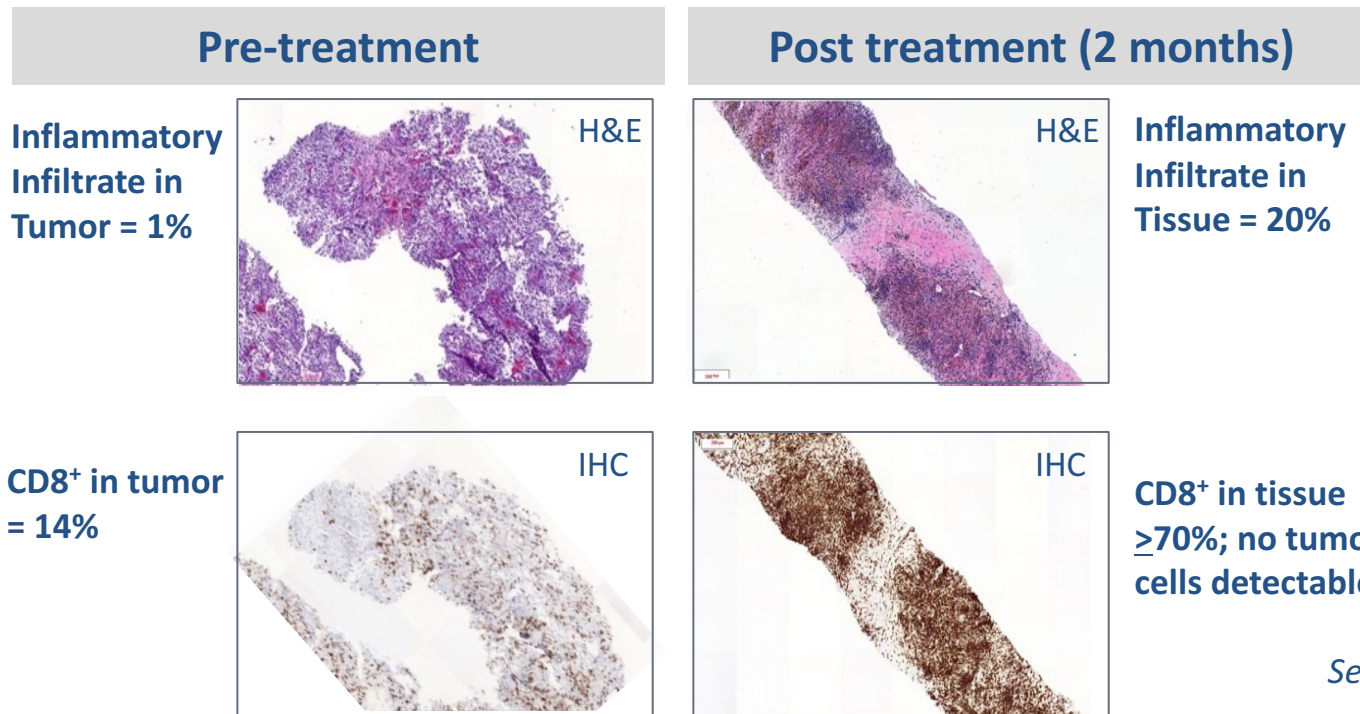 Pre-treatment
Post treatment (2 months)
Inflammatory
Infiltrate in
Tumor = 1%
H&E
H&E
Inflammatory
Infiltrate in
Tissue = 20%
CD8⁺ in tumor
= 14%
IHC
IHC
CD8⁺ in tissue
≥70%; no tumo
cells detectable
Se